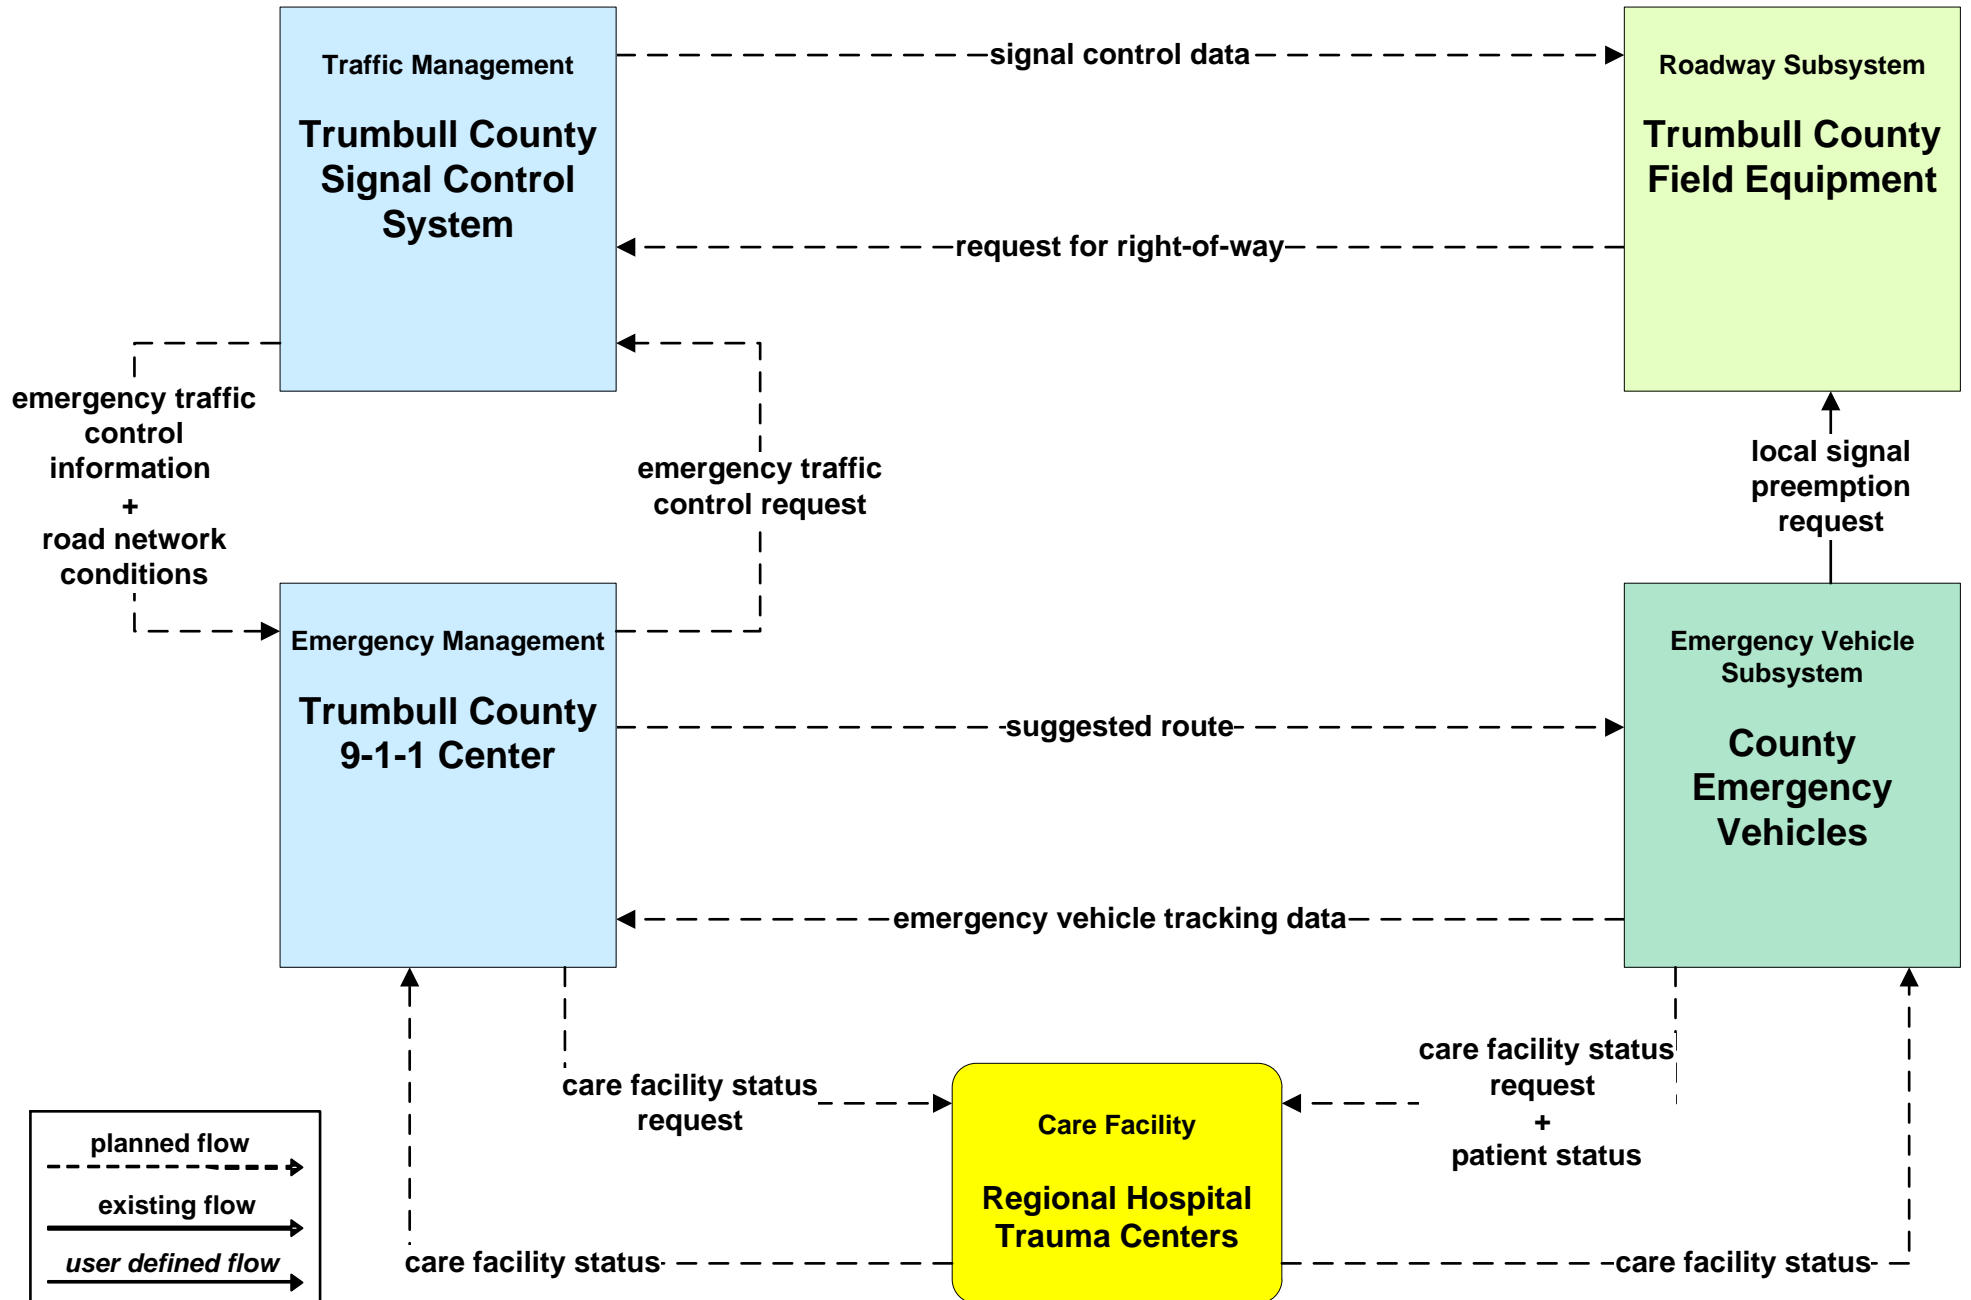 Traffic Management
Trumbull County
Signal Control
System
signal control data
Roadway Subsystem
Trumbull County
Field Equipment
request for right-of-way
emergency traffic
control
information
+
road network
conditions
emergency traffic
control request
local signal
preemption
request
Emergency Management
Trumbull County
9-1-1 Center
suggested route
Emergency Vehicle
Subsystem
County
Emergency
Vehicles
emergency vehicle tracking data
care facility status
request
care facility status
request
+
patient status
Care Facility
Regional Hospital
Trauma Centers
care facility status
care facility status
planned flow
existing flow
user defined flow